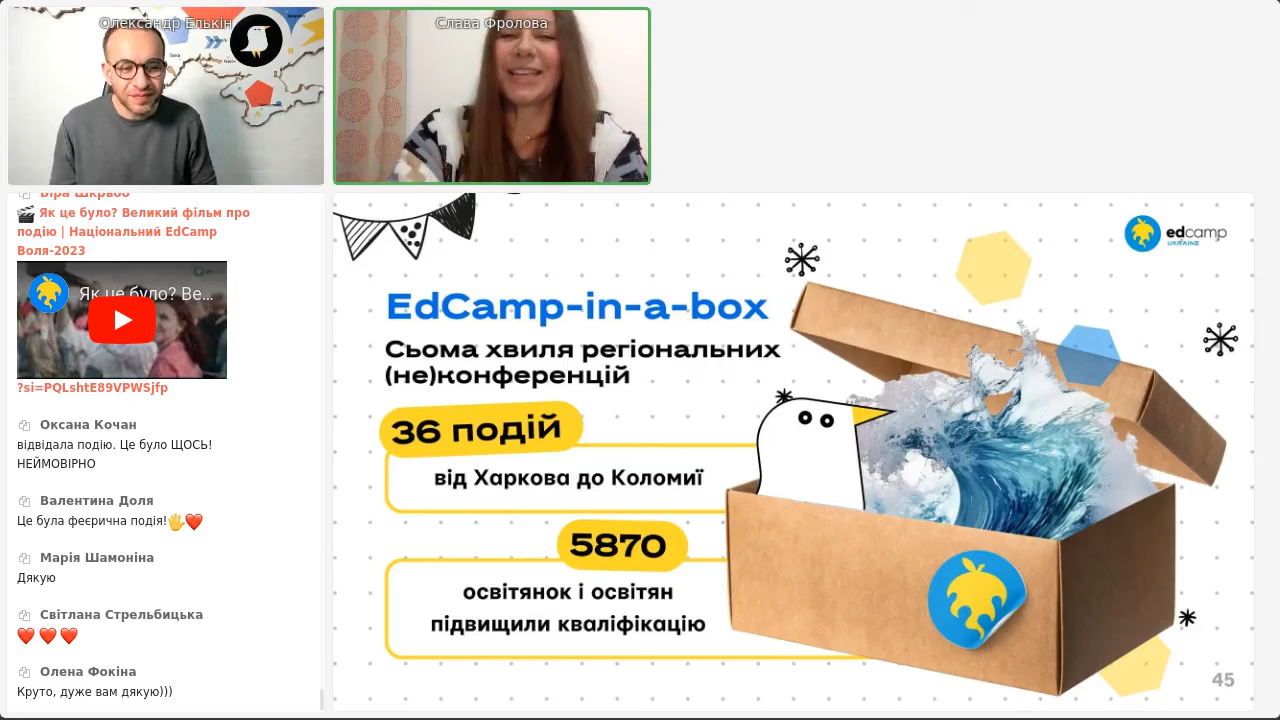 Олександр Елькін
Слава Фролова
Віра Шкрьоб
Як це було? Великий фільм про
подію | Національний EdCamp
Воля-2023
Як це було? Ве...
?si=PQLshtE89VPWSjfp
Оксана Кочан
відвідала подію. Це було ЩОСЬ!
НЕЙМОВІРНО
Валентина Доля
Це була феєрична подія!🖐❤️
Марія Шамоніна
Дякую
Світлана Стрельбицька
❤️ ❤️ ❤️
Олена Фокіна
Круто, дуже вам дякую)))
edcamp
UKRAINE
EdCamp-in-a-box
Сьома хвиля регіональних
(не)конференцій
36 подій
від Харкова до Коломиї
5870
освітянок і освітян
підвищили кваліфікацію
45